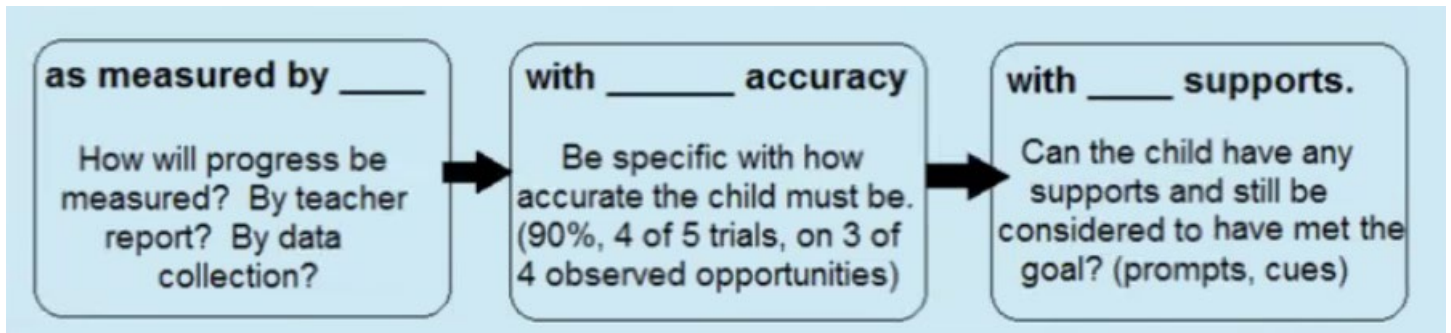 as measured by ____
How will progress be
measured? By teacher
report? By data
collection?
with ______ accuracy
Be specific with how
accurate the child must be.
(90%, 4 of 5 trials, on 3 of
4 observed opportunities)
with ____ supports.
Can the child have any
supports and still be
considered to have met the
goal? (prompts, cues)